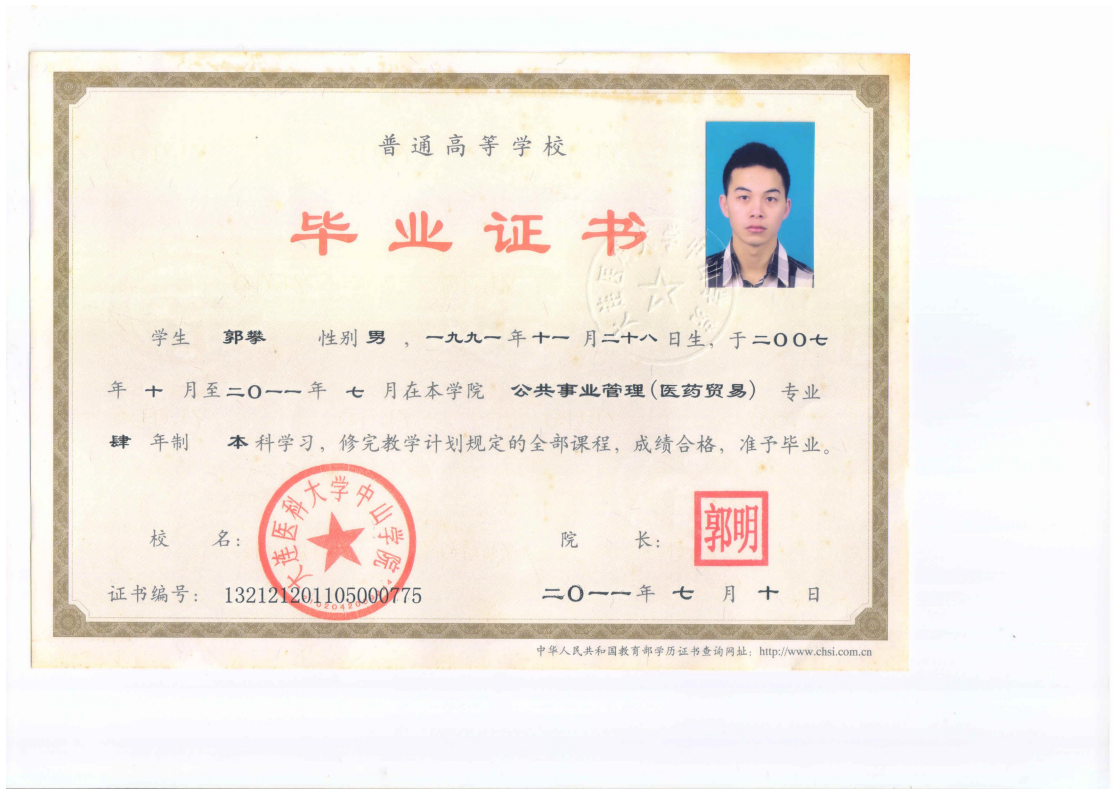 普通高等学校
毕业证书
学生 郭攀 性别 男 ，一九九一 年 十一 月 二十八 日生，于 二〇〇七
年 十 月至 二〇一一 年 七 月在本学院 公共事业管理（医药贸易） 专业
肆 年制 本 科学习，修完教学计划规定的全部课程，成绩合格，准予毕业。
大连医科大学中山学院
校 名： 院 长： 郭明
证书编号： 132121201105000775 二〇一一 年 七 月 十 日
中华人民共和国教育部学历证书查询网址：http://www.chsi.com.cn